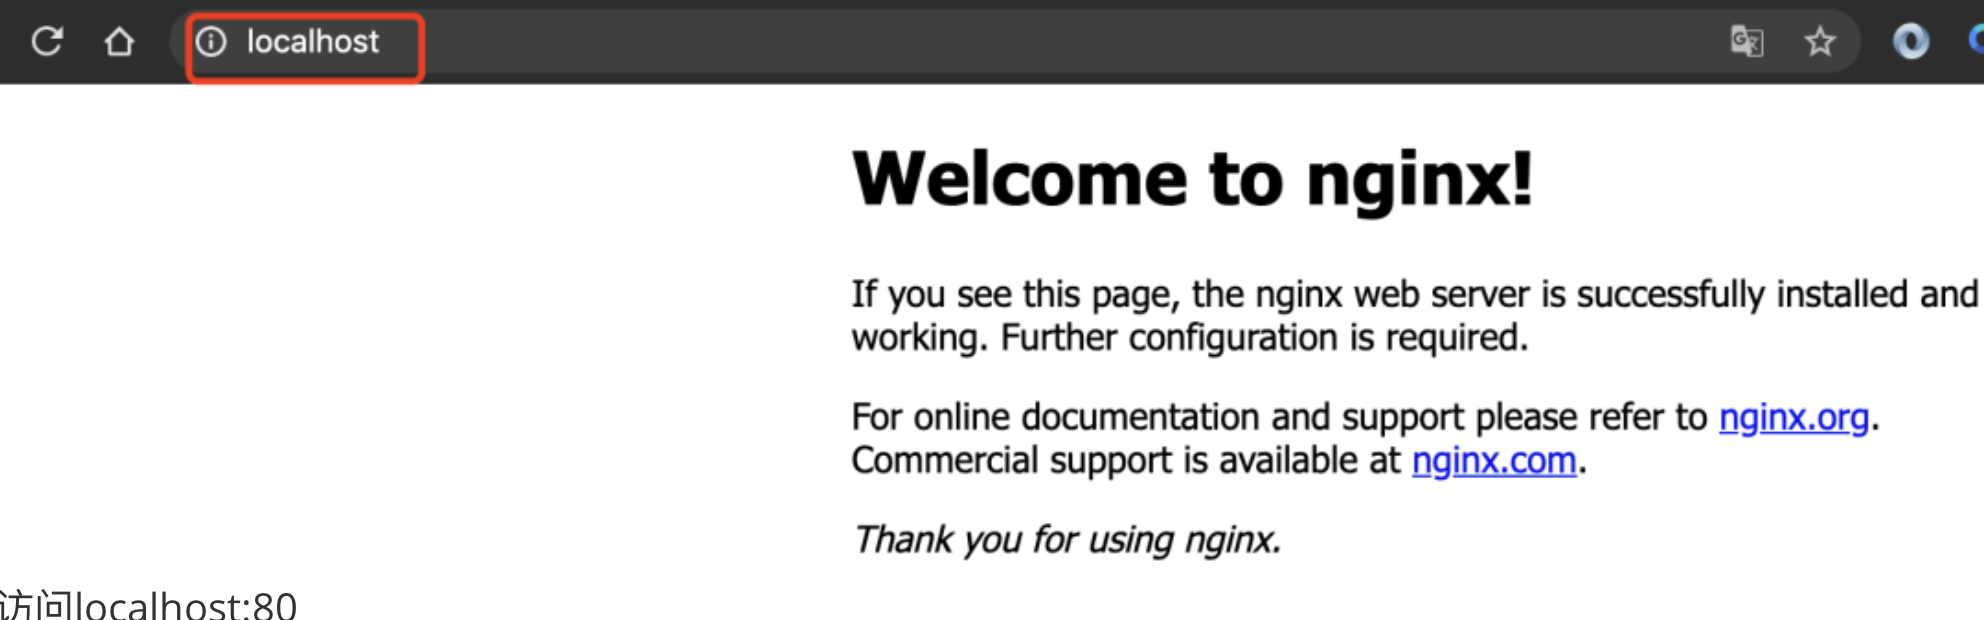 localhost
Welcome to nginx!
If you see this page, the nginx web server is successfully installed and
working. Further configuration is required.
For online documentation and support please refer to nginx.org.
Commercial support is available at nginx.com.
Thank you for using nginx.
访问localhost:80